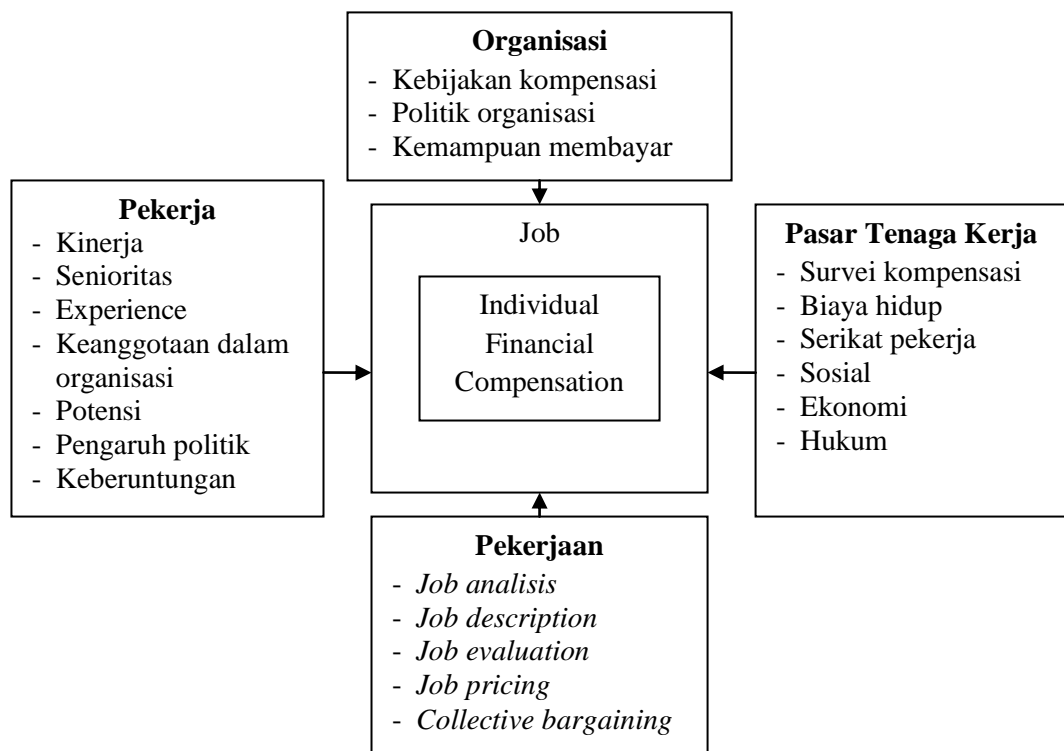 Organisasi
- Kebijakan kompensasi
- Politik organisasi
- Kemampuan membayar
Pekerja
- Kinerja
- Senioritas
- Experience
- Keanggotaan dalam
organisasi
- Potensi
- Pengaruh politik
- Keberuntungan
Job
Individual
Financial
Compensation
Pasar Tenaga Kerja
- Survei kompensasi
- Biaya hidup
- Serikat pekerja
- Sosial
- Ekonomi
- Hukum
Pekerjaan
- Job analisis
- Job description
- Job evaluation
- Job pricing
- Collective bargaining